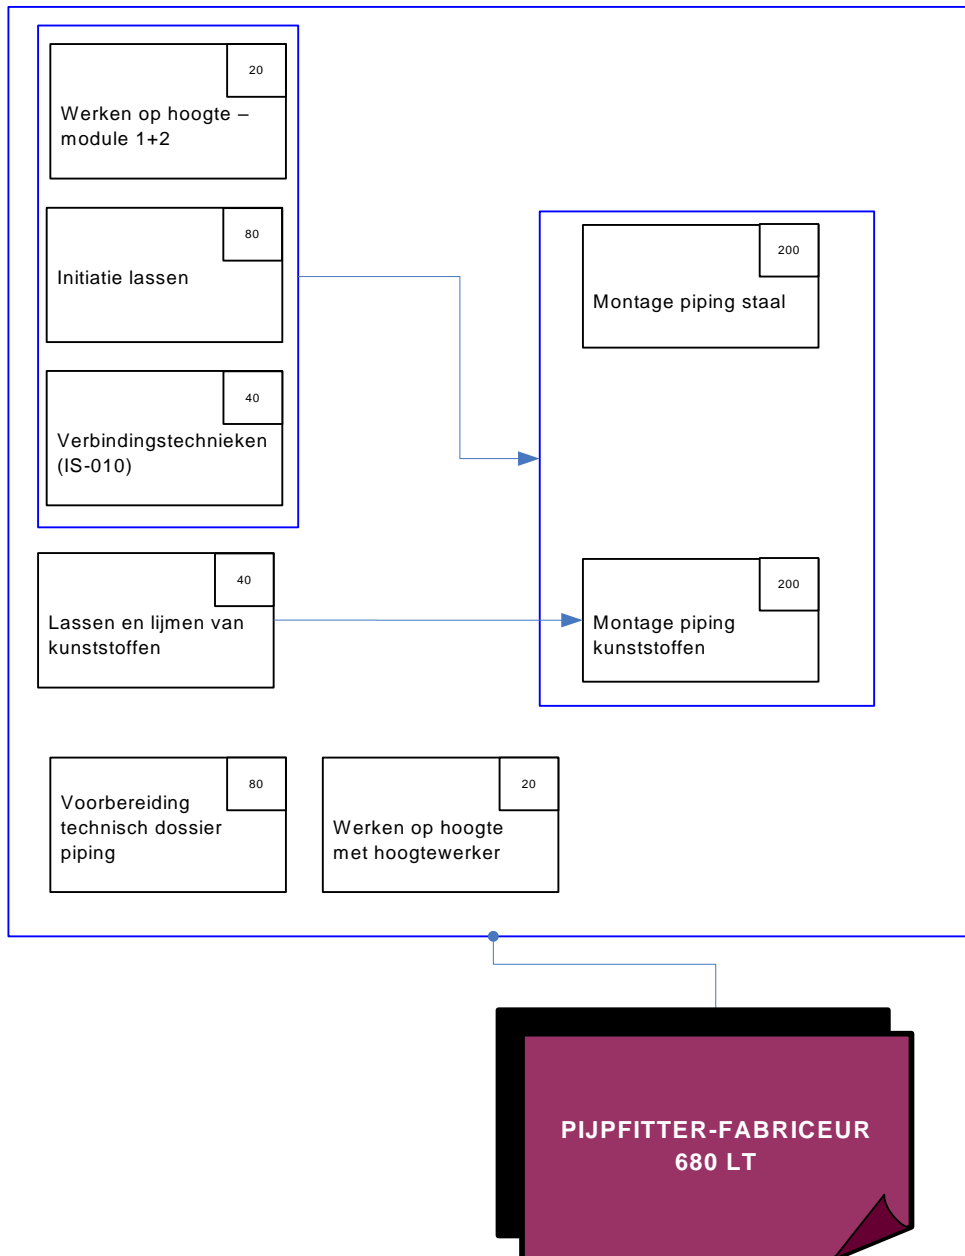 20
Werken op hoogte –
module 1+2
80
Initiatie lassen
40
Verbindingstechnieken
(IS-010)
200
Montage piping staal
40
Lassen en lijmen van
kunststoffen
200
Montage piping
kunststoffen
80
Voorbereiding
technisch dossier
piping
20
Werken op hoogte
met hoogtewerker
PIJPFITTER-FABRICEUR
680 LT